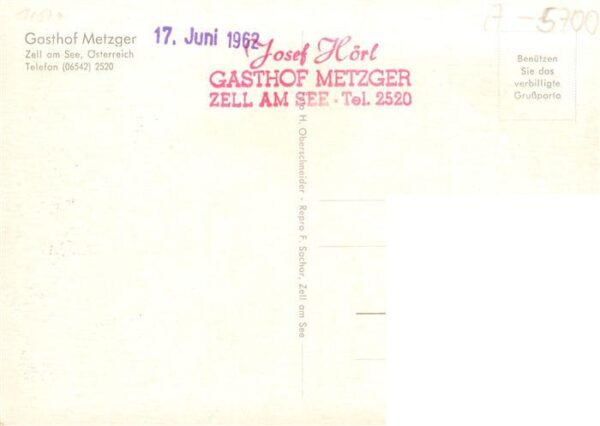 Gasthof Metzger
Zell am See, Österreich
Telefon (06542) 2520
17. Juni 1962
Josef Hörl
GASTHOF METZGER
ZELL AM SEE · Tel. 2520
A-5700
Benützen
Sie das
verbilligte
Grußporto
H. Oberschneider · Repro F. Sochor, Zell am See